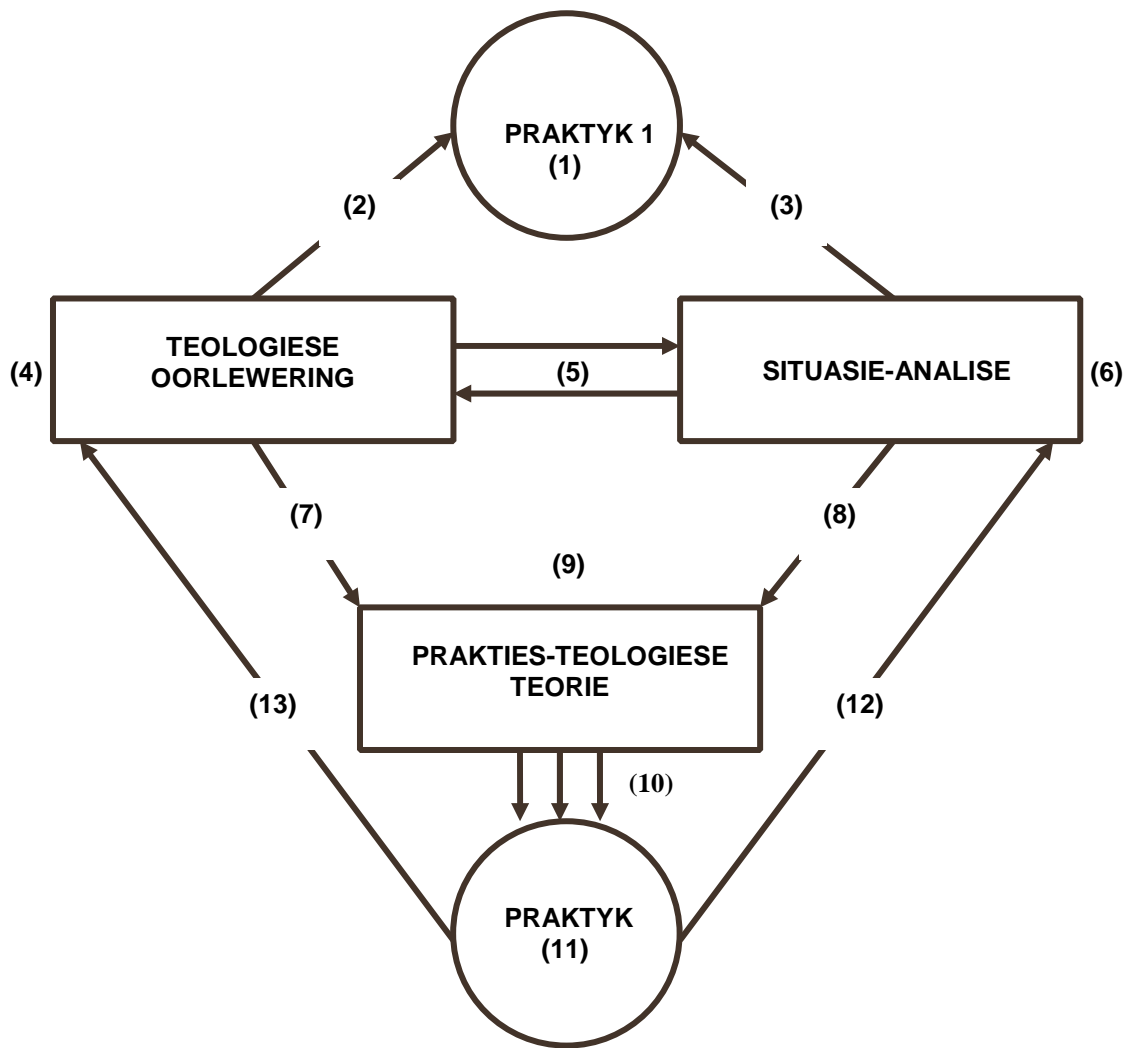 PRAKTYK 1
(1)
(2)
(3)
TEOLOGIESE
OORLEWERING
(4)
(5)
SITUASIE-ANALISE
(6)
(7)
(8)
(9)
PRAKTIES-TEOLOGIESE
TEORIE
(13)
(12)
(10)
PRAKTYK
(11)